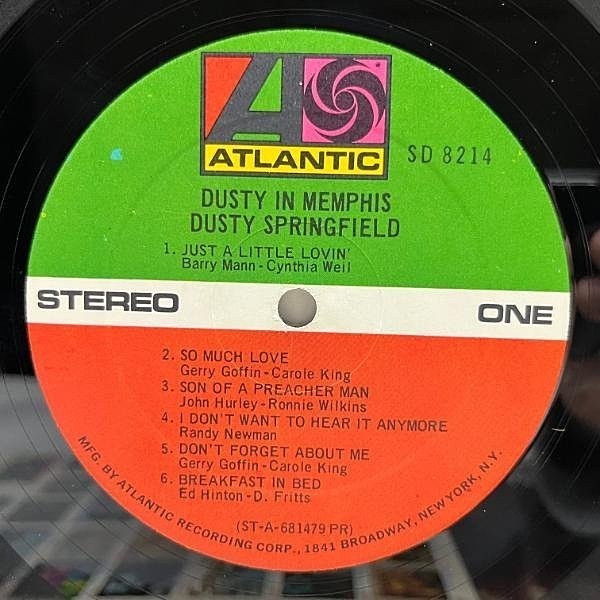 ATLANTIC
SD 8214
DUSTY IN MEMPHIS
DUSTY SPRINGFIELD
1. JUST A LITTLE LOVIN'
Barry Mann - Cynthia Weil
STEREO
ONE
2. SO MUCH LOVE
Gerry Goffin - Carole King
3. SON OF A PREACHER MAN
John Hurley - Ronnie Wilkins
4. I DON'T WANT TO HEAR IT ANYMORE
Randy Newman
5. DON'T FORGET ABOUT ME
Gerry Goffin - Carole King
6. BREAKFAST IN BED
Ed Hinton - D. Fritts
(ST-A-681479 PR)
MFG. BY ATLANTIC RECORDING CORP., 1841 BROADWAY, NEW YORK, N.Y.